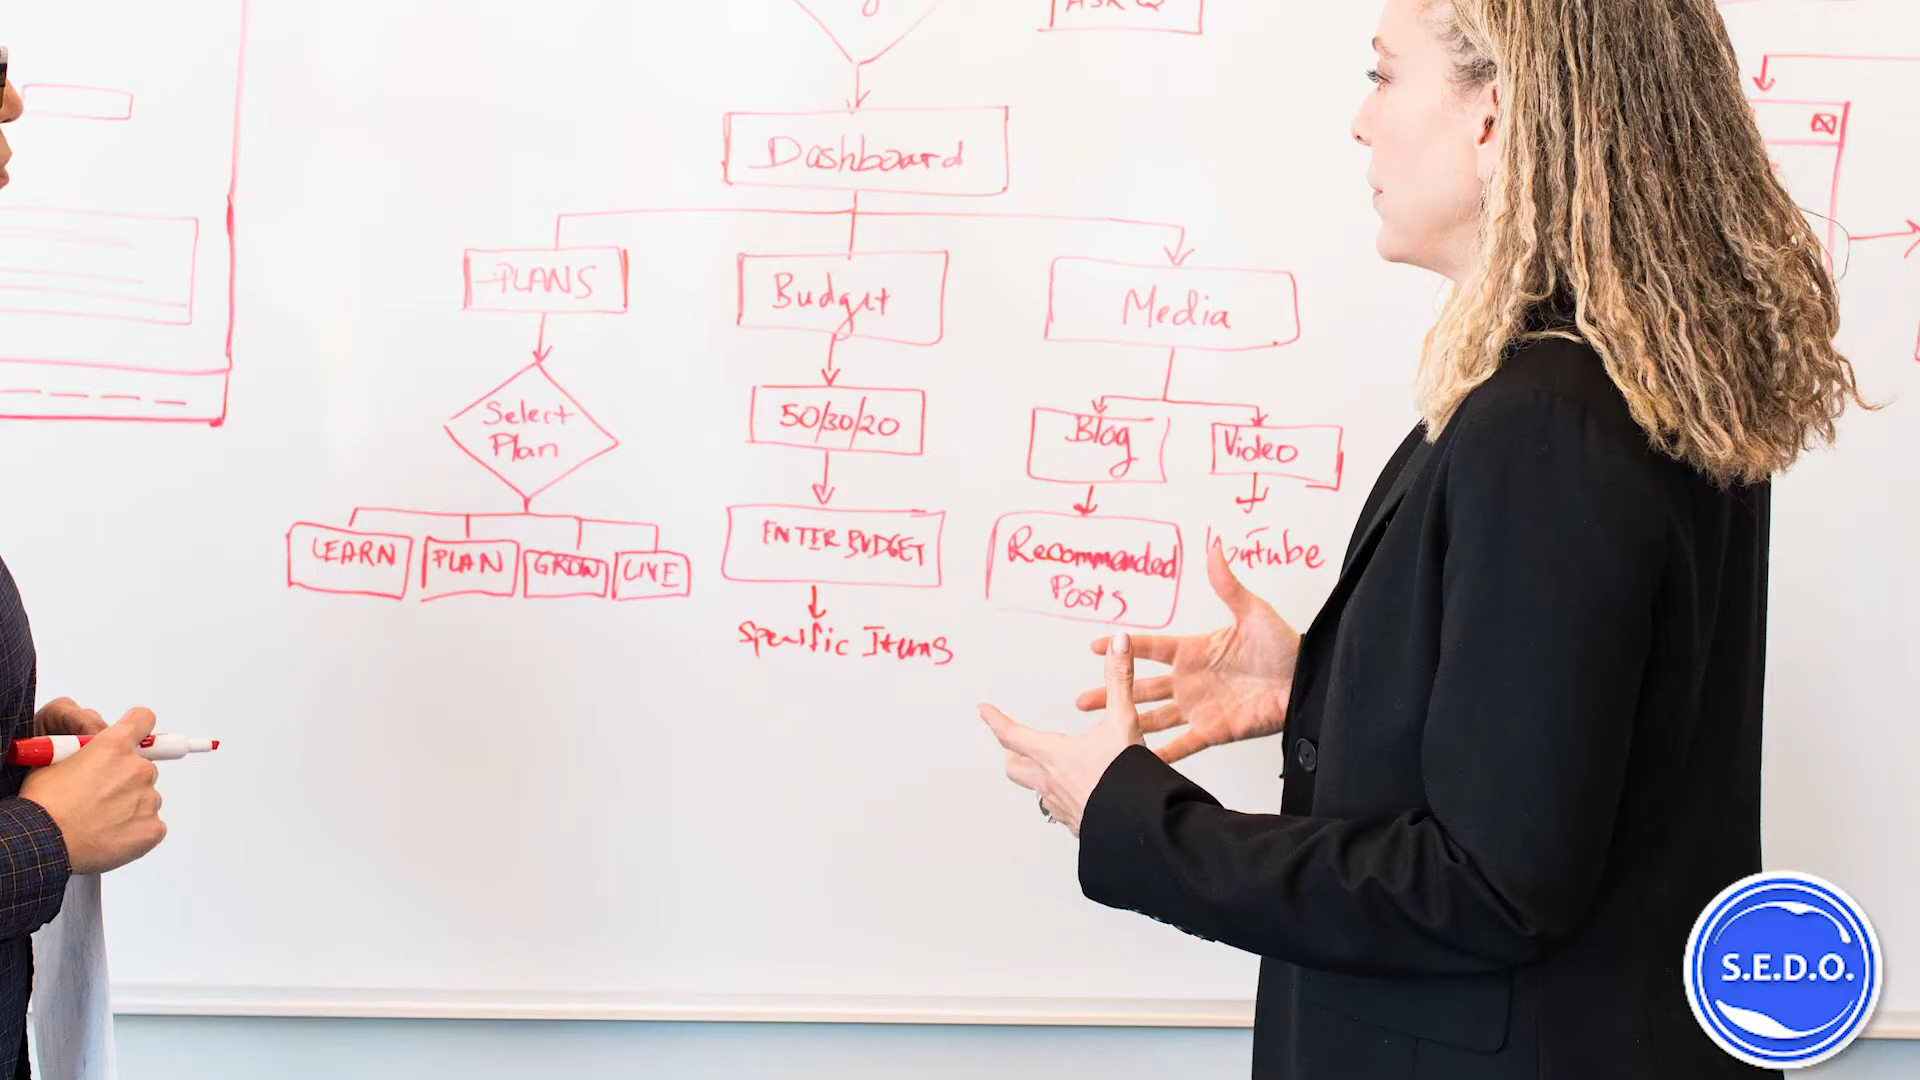 Dashboard
PLANS
Budget
Media
Select
Plan
50/30/20
Blog
Video
LEARN
PLAN
GROW
LIVE
ENTER BUDGET
Recommended
Posts
YouTube
Specific Items
S.E.D.O.